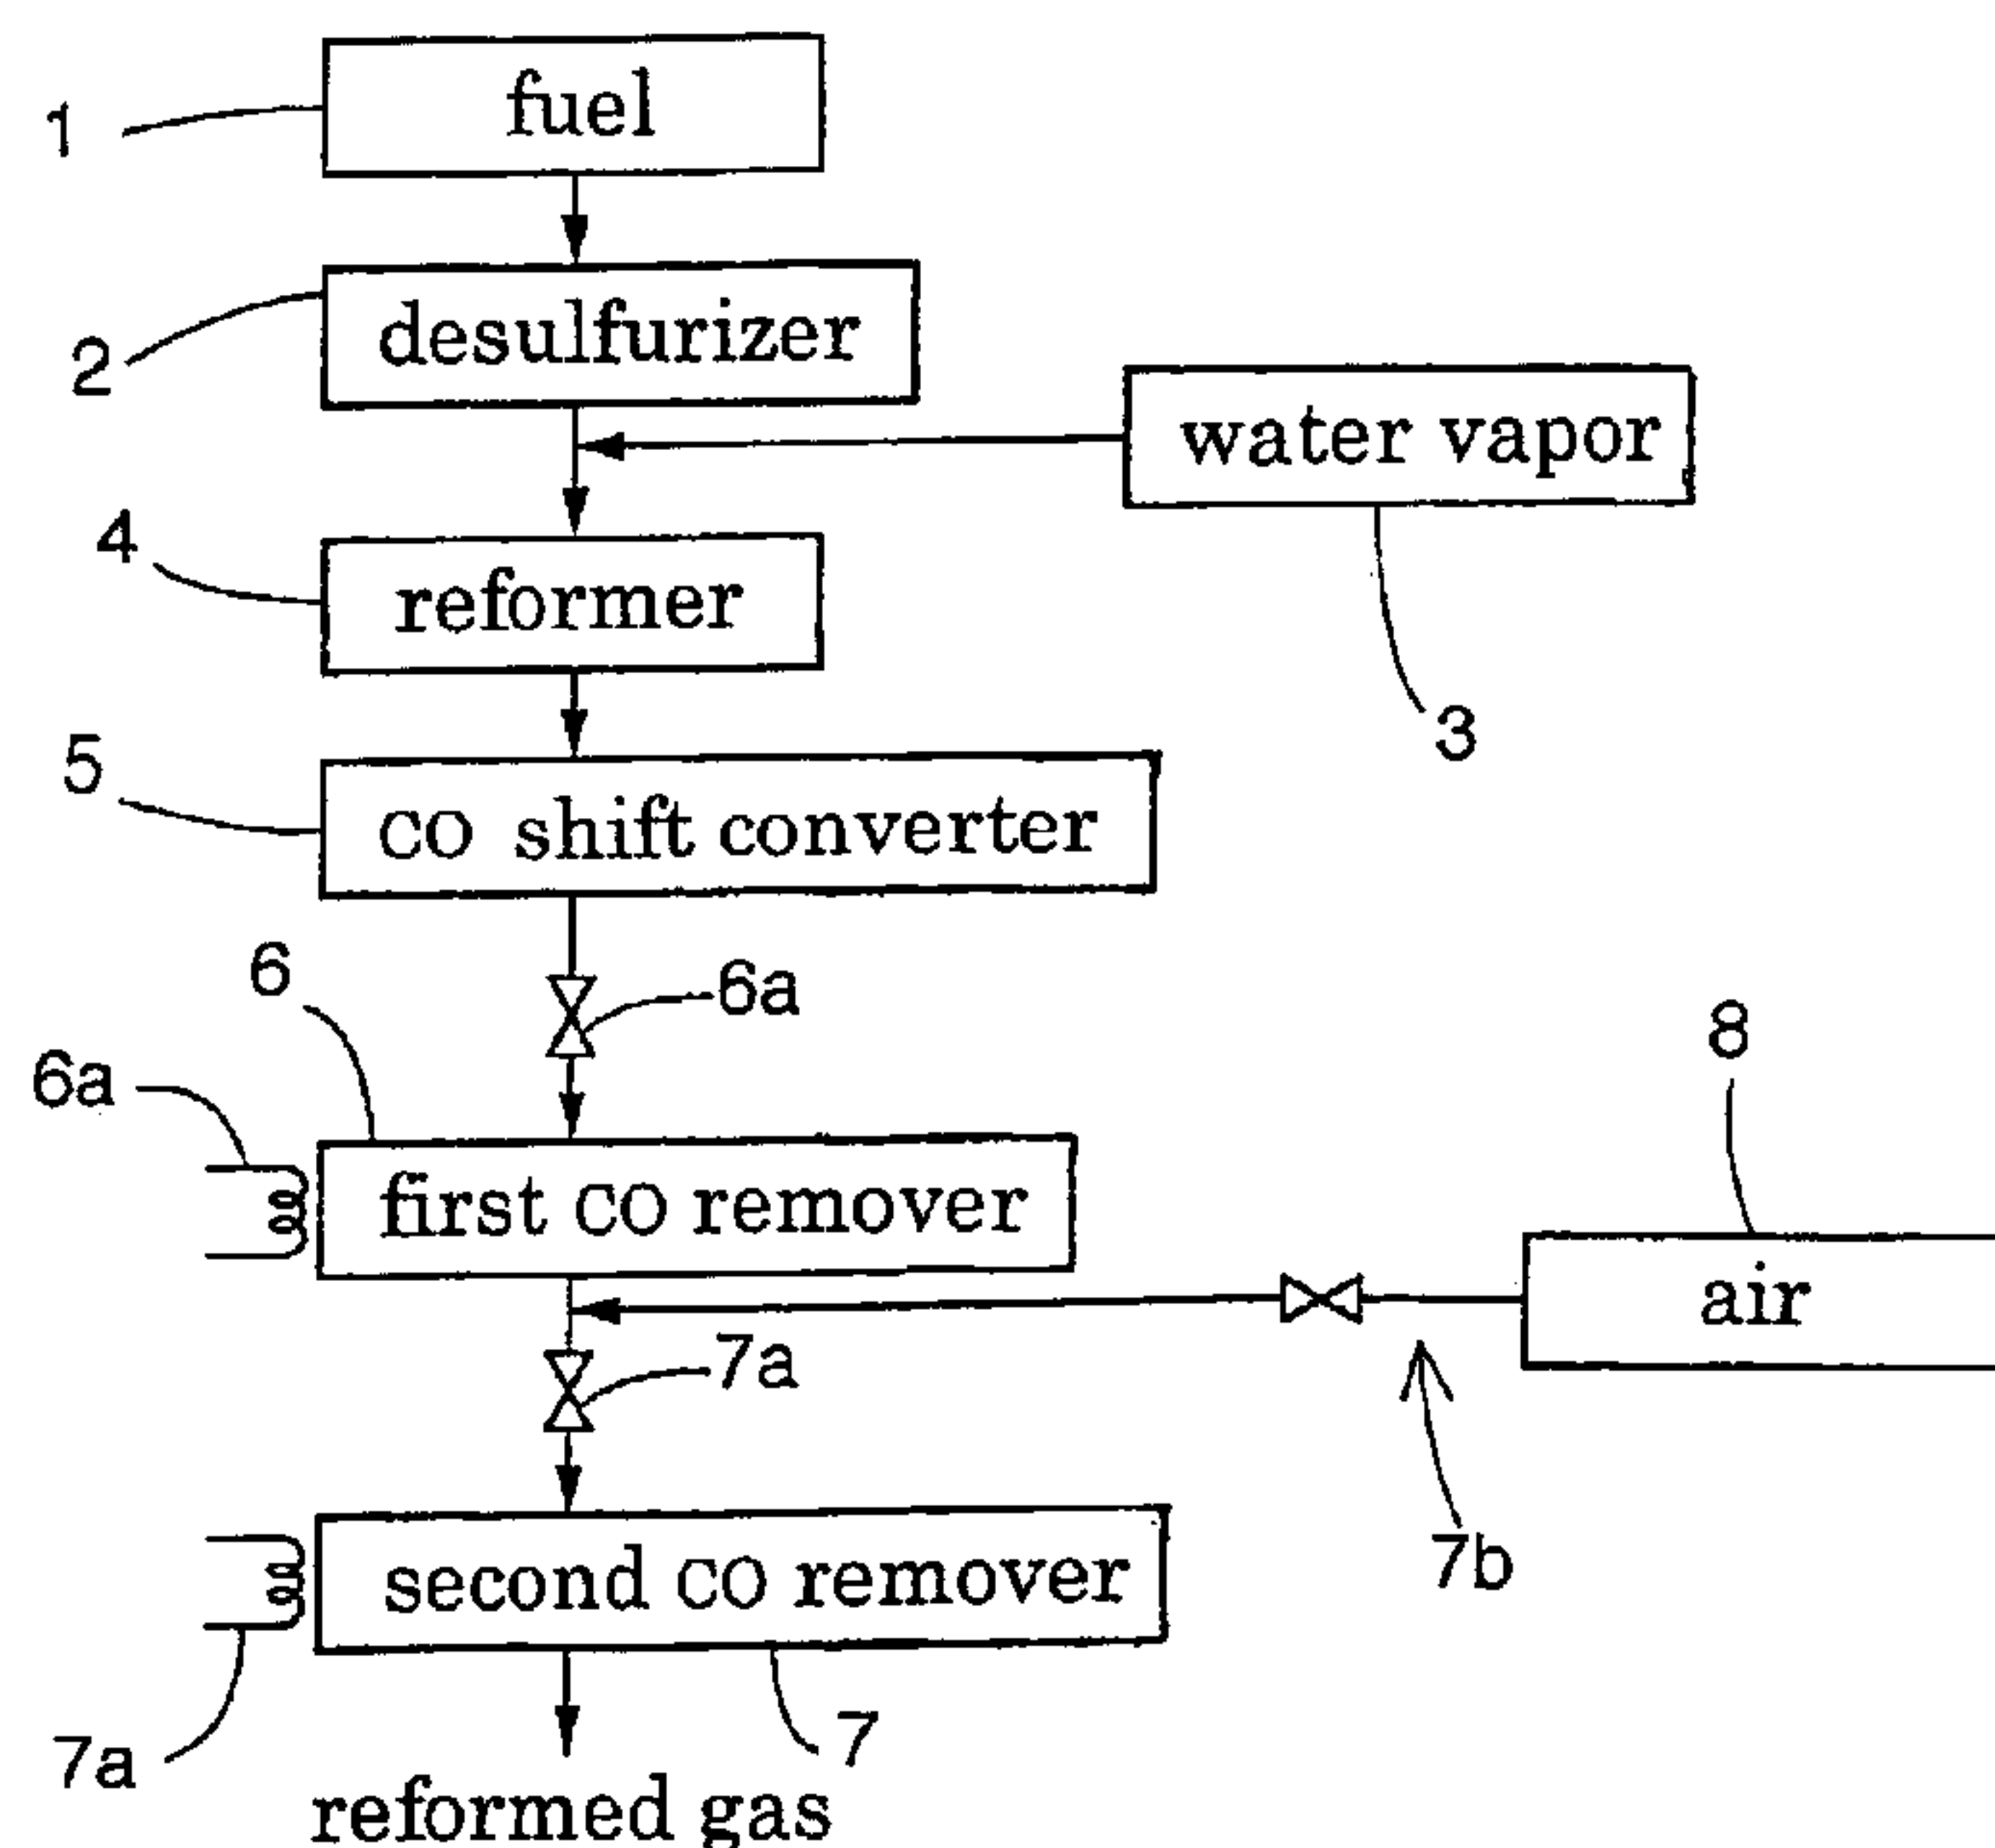 1
fuel
2
desulfurizer
water vapor
3
4
reformer
5
CO shift converter
6
6a
6a
8
first CO remover
air
7a
7b
second CO remover
7a
7
reformed gas